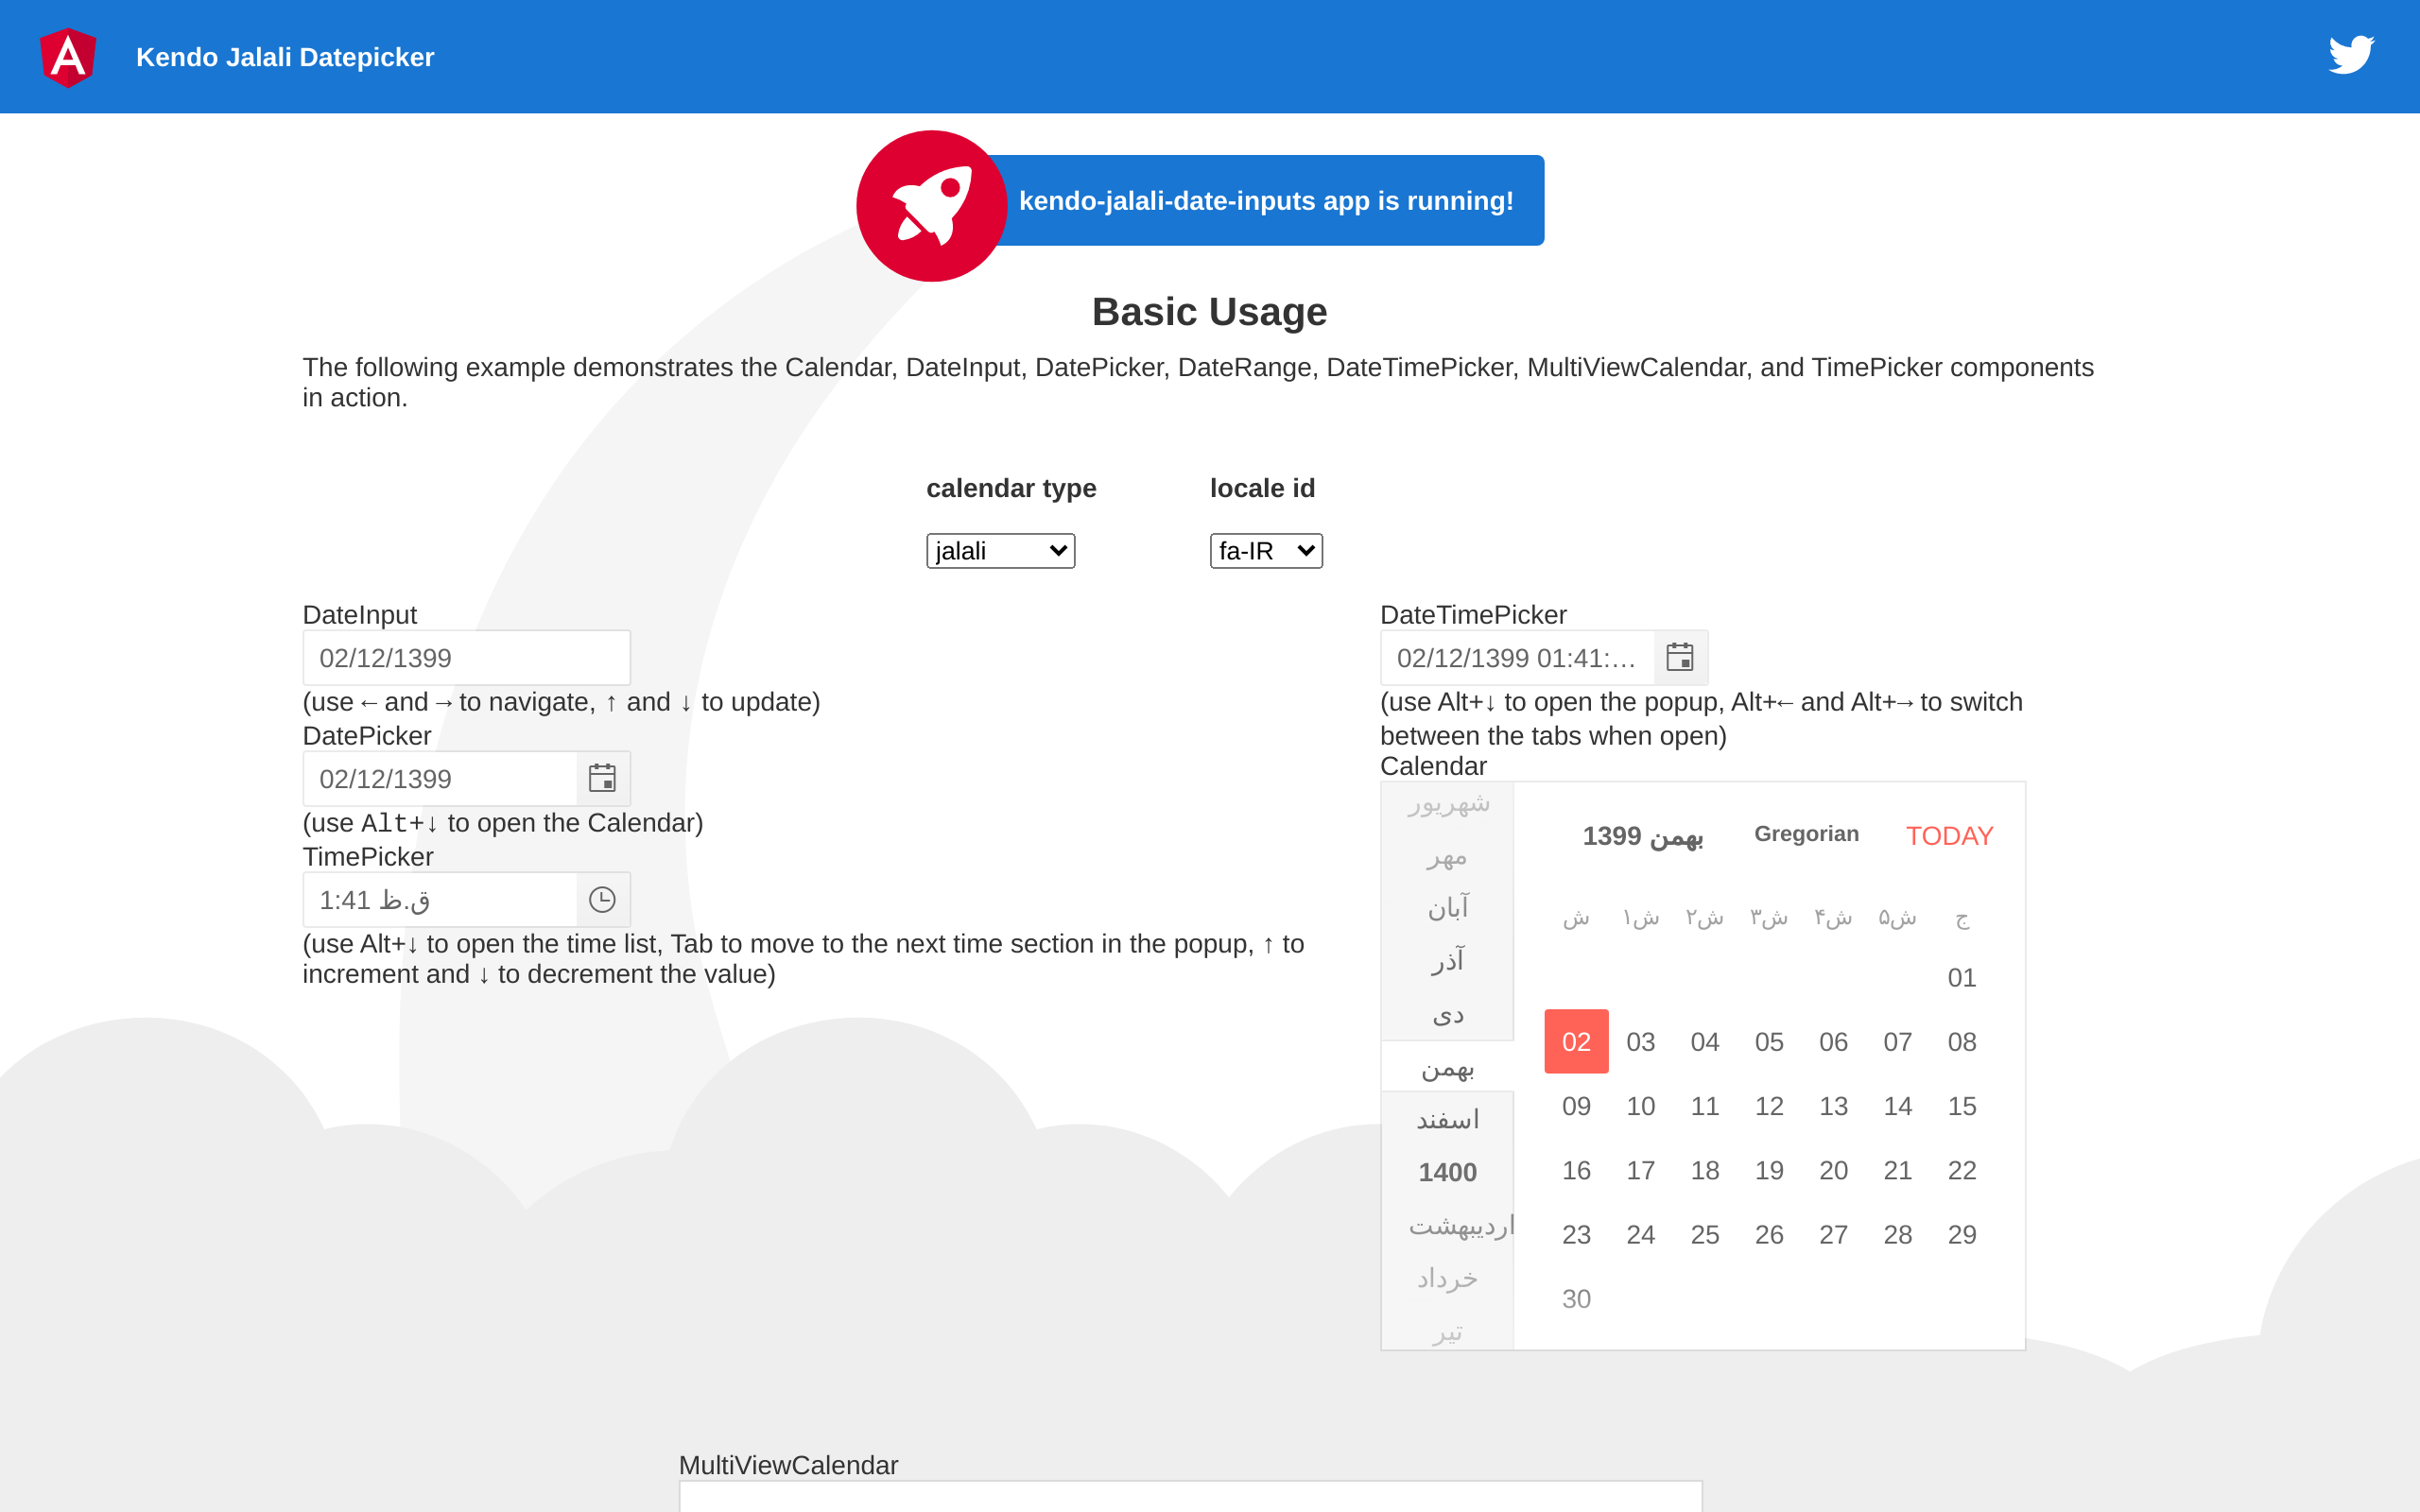 Kendo Jalali Datepicker
kendo-jalali-date-inputs app is running!
Basic Usage
The following example demonstrates the Calendar, DateInput, DatePicker, DateRange, DateTimePicker, MultiViewCalendar, and TimePicker components
in action.
calendar type
locale id
jalali
fa-IR
DateInput
02/12/1399
(use ← and → to navigate, ↑ and ↓ to update)
DatePicker
02/12/1399
(use Alt+↓ to open the Calendar)
TimePicker
1:41 ق.ظ
(use Alt+↓ to open the time list, Tab to move to the next time section in the popup, ↑ to
increment and ↓ to decrement the value)
DateTimePicker
02/12/1399 01:41:…
(use Alt+↓ to open the popup, Alt+← and Alt+→ to switch
between the tabs when open)
Calendar
شهریور
مهر
آبان
آذر
دی
بهمن
اسفند
1400
اردیبهشت
خرداد
تیر
بهمن 1399 Gregorian TODAY
ش ش۱ ش۲ ش۳ ش۴ ش۵ ج
01
02 03 04 05 06 07 08
09 10 11 12 13 14 15
16 17 18 19 20 21 22
23 24 25 26 27 28 29
30
MultiViewCalendar